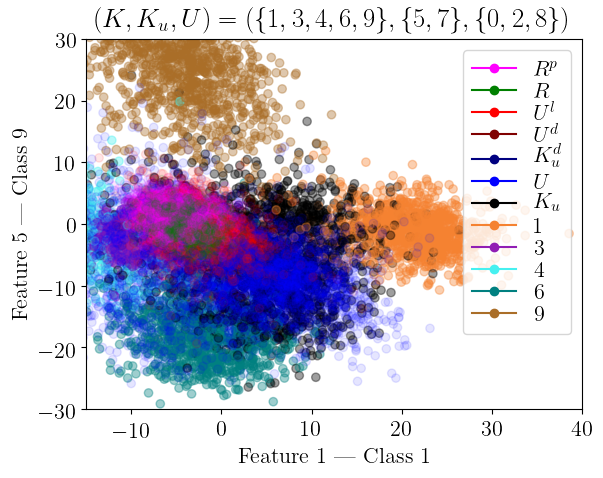 (K, K_u, U) = ({1, 3, 4, 6, 9}, {5, 7}, {0, 2, 8})
30
20
10
0
−10
−20
−30
Feature 5 — Class 9
R^p
R
U^l
U^d
K_u^d
U
K_u
1
3
4
6
9
−10
0
10
20
30
40
Feature 1 — Class 1